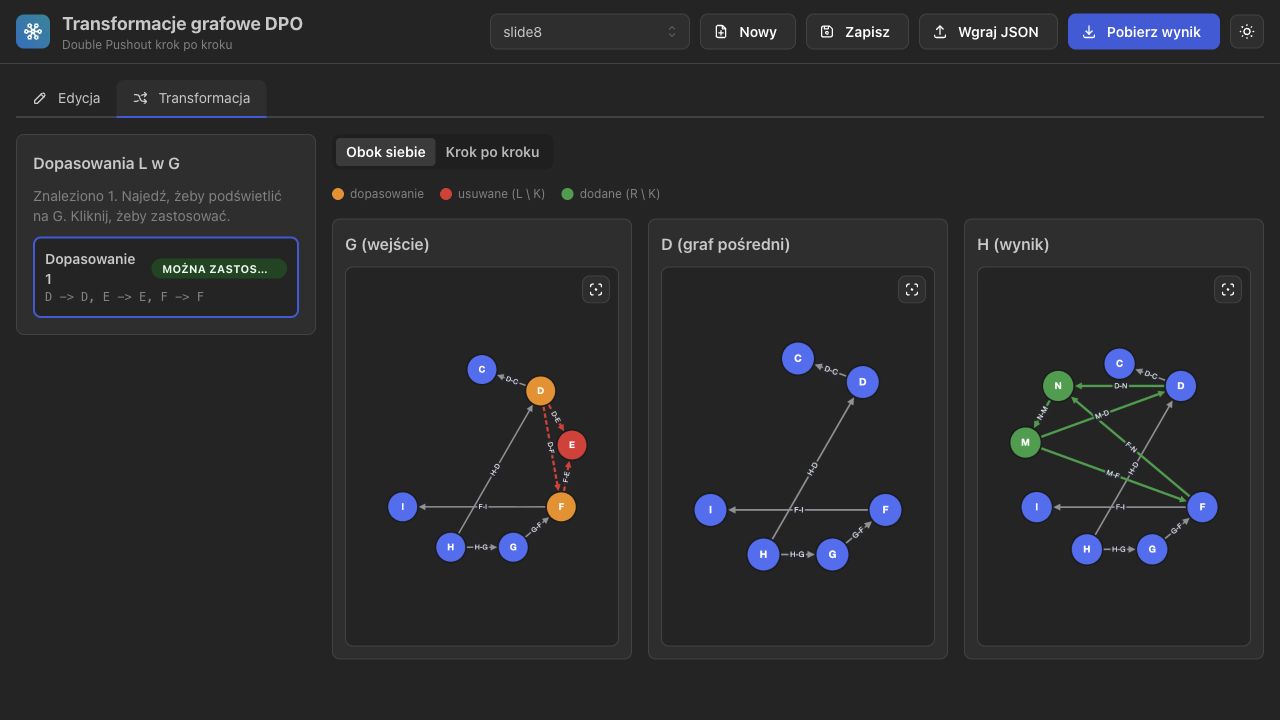 Transformacje grafowe DPO
Double Pushout krok po kroku
slide8
Nowy
Zapisz
Wgraj JSON
Pobierz wynik
Edycja
Transformacja
Dopasowania L w G
Znaleziono 1. Najedź, żeby podświetlić
na G. Kliknij, żeby zastosować.
Dopasowanie
1
MOŻNA ZASTOS...
D -> D, E -> E, F -> F
Obok siebie
Krok po kroku
dopasowanie
usuwane (L \ K)
dodane (R \ K)
G (wejście)
C
D-C
D
D-E
D-F
E
F-E
H-D
I
F-I
F
G-F
H
H-G
G
D (graf pośredni)
C
D-C
D
H-D
I
F-I
F
G-F
H
H-G
G
H (wynik)
C
D-C
N
D-N
D
N-M
M-D
M
F-N
H-D
M-F
I
F-I
F
G-F
H
H-G
G